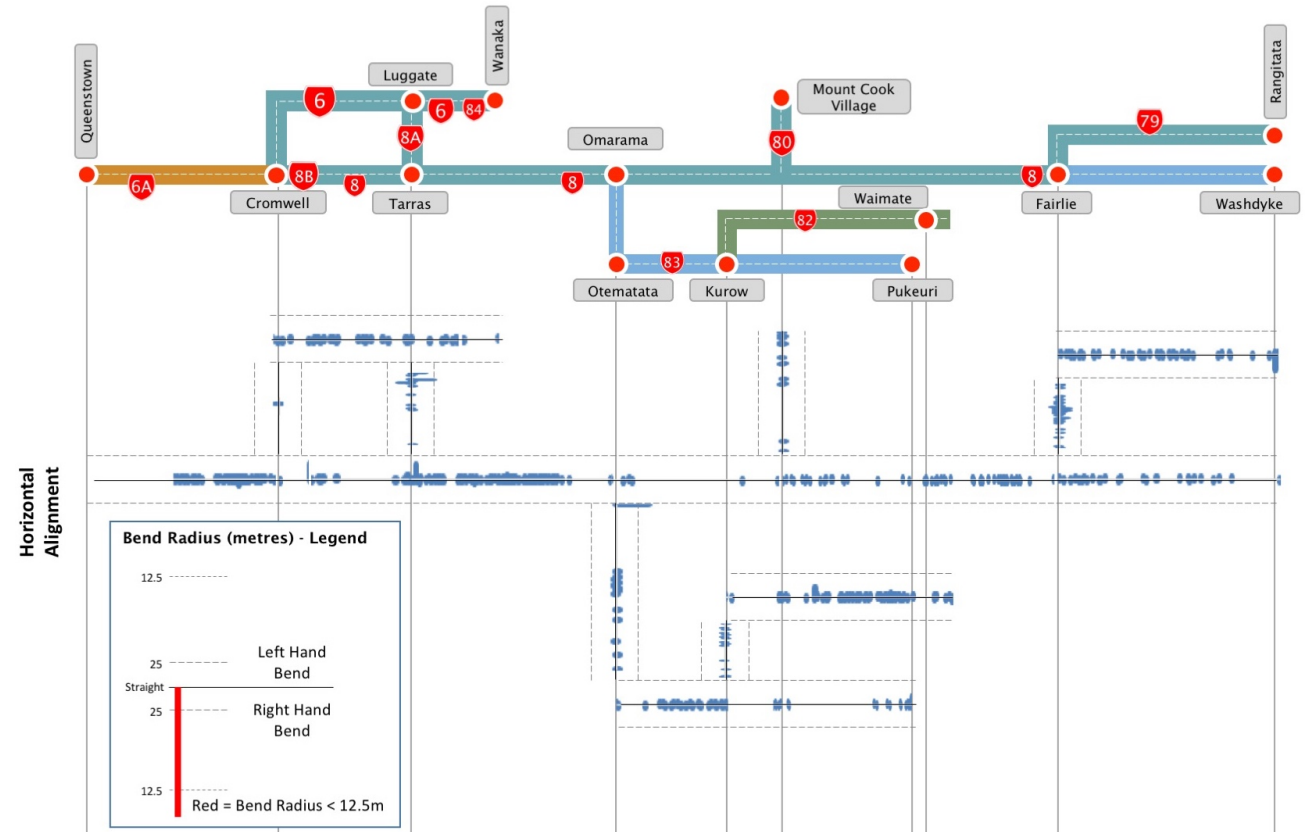 Queenstown
Luggate
Wanaka
6
6
84
8A
6A
8B
8
Cromwell
Tarras
Omarama
8
Mount Cook
Village
80
Waimate
82
83
Otematata
Kurow
Pukeuri
8
79
Rangitata
Fairlie
Washdyke
Horizontal
Alignment
Bend Radius (metres) - Legend
12.5
Left Hand
Bend
25
Straight
25
Right Hand
Bend
12.5
Red = Bend Radius < 12.5m